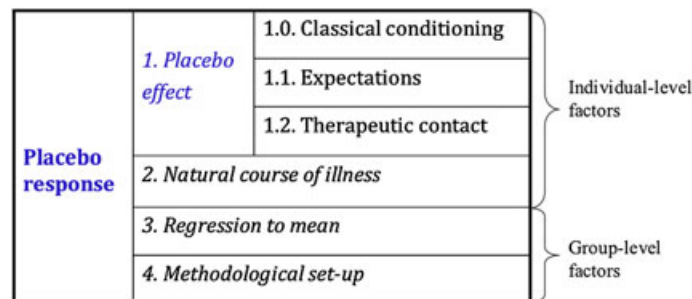 Placebo
response
1. Placebo
effect
1.0. Classical conditioning
1.1. Expectations
1.2. Therapeutic contact
2. Natural course of illness
3. Regression to mean
4. Methodological set-up
Individual-level
factors
Group-level
factors